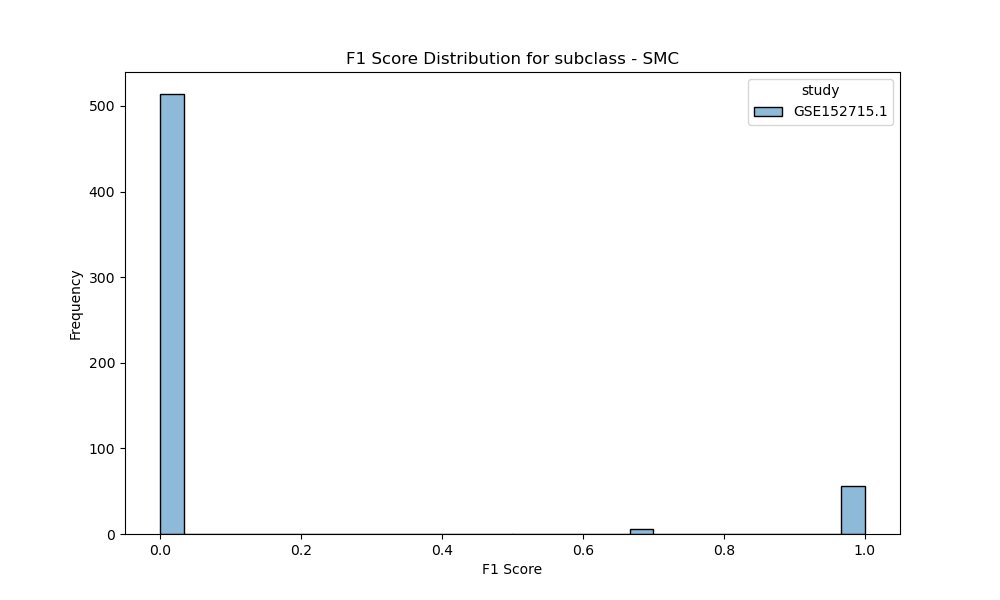 F1 Score Distribution for subclass - SMC
study
GSE152715.1
Frequency
500
400
300
200
100
0
0.0 0.2 0.4 0.6 0.8 1.0
F1 Score